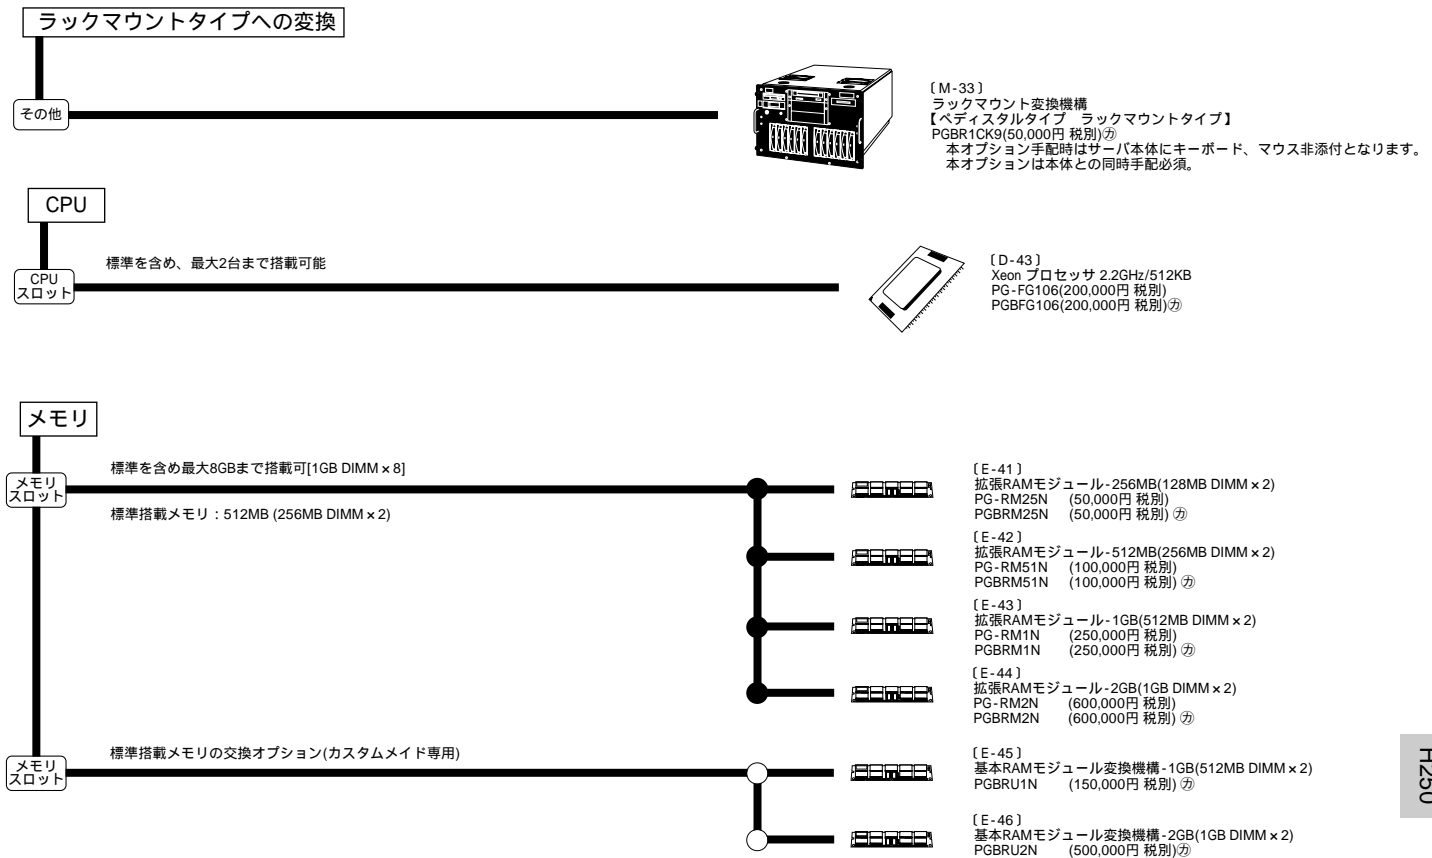 ラックマウントタイプへの変換
その他
〔M-33〕
ラックマウント変換機構
【ペディスタルタイプ　ラックマウントタイプ】
PGBR1CK9(50,000円 税別)㋕
本オプション手配時はサーバ本体にキーボード、マウス非添付となります。
本オプションは本体との同時手配必須。
CPU
CPU
スロット
標準を含め、最大2台まで搭載可能
〔D-43〕
Xeon プロセッサ 2.2GHz/512KB
PG-FG106(200,000円 税別)
PGBFG106(200,000円 税別)㋕
メモリ
メモリ
スロット
標準を含め最大8GBまで搭載可[1GB DIMM×8]
標準搭載メモリ：512MB (256MB DIMM×2)
〔E-41〕
拡張RAMモジュール-256MB(128MB DIMM×2)
PG-RM25N (50,000円 税別)
PGBRM25N (50,000円 税別) ㋕
〔E-42〕
拡張RAMモジュール-512MB(256MB DIMM×2)
PG-RM51N (100,000円 税別)
PGBRM51N (100,000円 税別) ㋕
〔E-43〕
拡張RAMモジュール-1GB(512MB DIMM×2)
PG-RM1N (250,000円 税別)
PGBRM1N (250,000円 税別) ㋕
〔E-44〕
拡張RAMモジュール-2GB(1GB DIMM×2)
PG-RM2N (600,000円 税別)
PGBRM2N (600,000円 税別) ㋕
メモリ
スロット
標準搭載メモリの交換オプション(カスタムメイド専用)
〔E-45〕
基本RAMモジュール変換機構-1GB(512MB DIMM×2)
PGBRU1N (150,000円 税別) ㋕
〔E-46〕
基本RAMモジュール変換機構-2GB(1GB DIMM×2)
PGBRU2N (500,000円 税別)㋕
H250